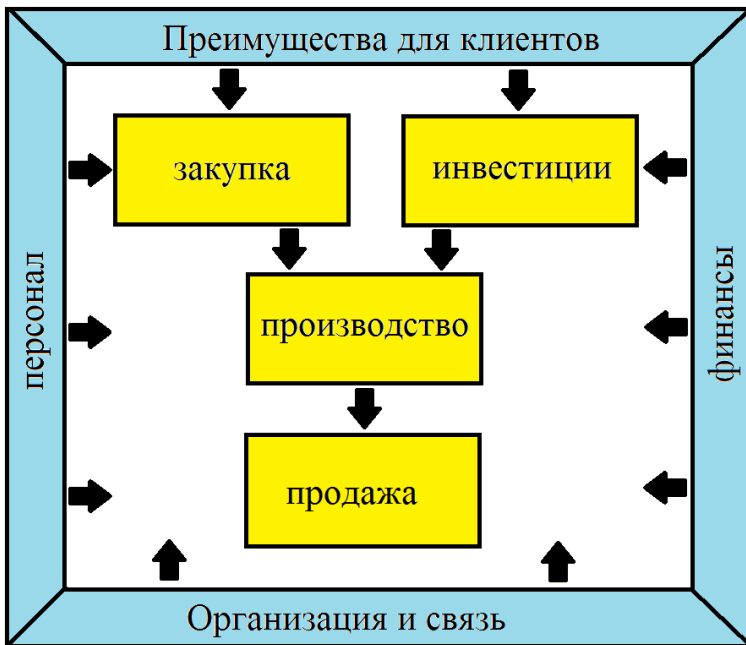 Преимущества для клиентов
закупка
инвестиции
персонал
производство
финансы
продажа
Организация и связь